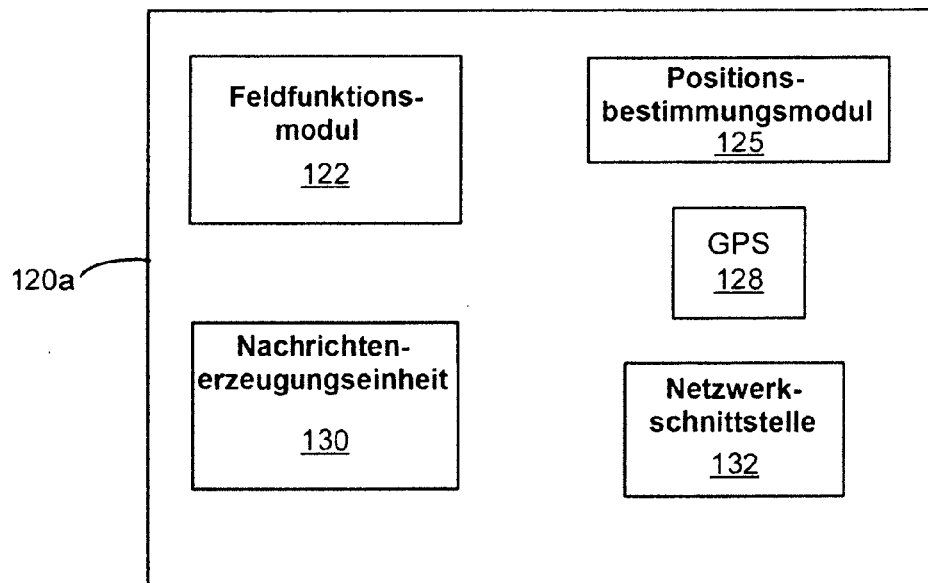 Feldfunktions-
modul
122
Positions-
bestimmungsmodul
125
GPS
128
120a
Nachrichten-
erzeugungseinheit
130
Netzwerk-
schnittstelle
132